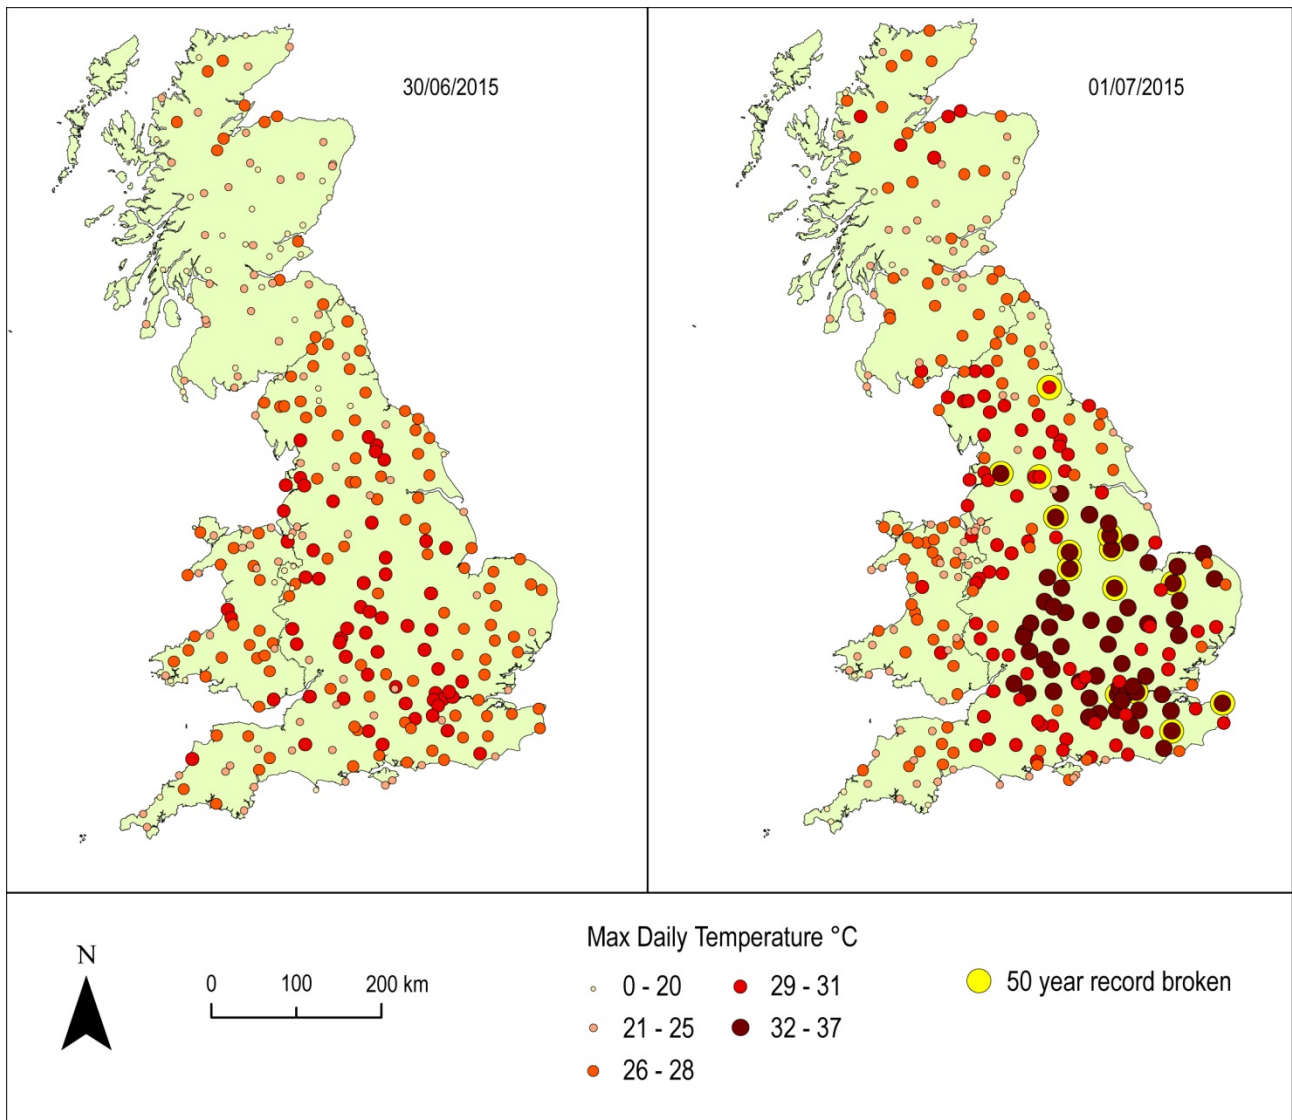 30/06/2015
01/07/2015
N
0 100 200 km
Max Daily Temperature °C
0 - 20
21 - 25
26 - 28
29 - 31
32 - 37
50 year record broken